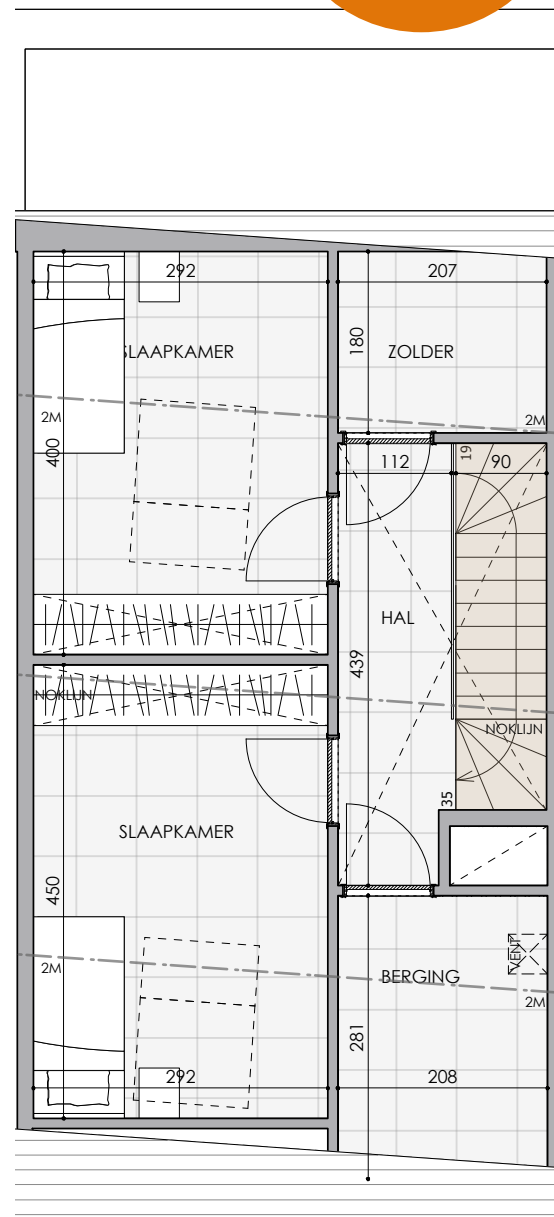 292
207
SLAAPKAMER
180
ZOLDER
2M
2M
400
112
19
90
HAL
439
NOKLIJN
NOKLIJN
35
SLAAPKAMER
450
2M
BERGING
VENT
2M
281
292
208